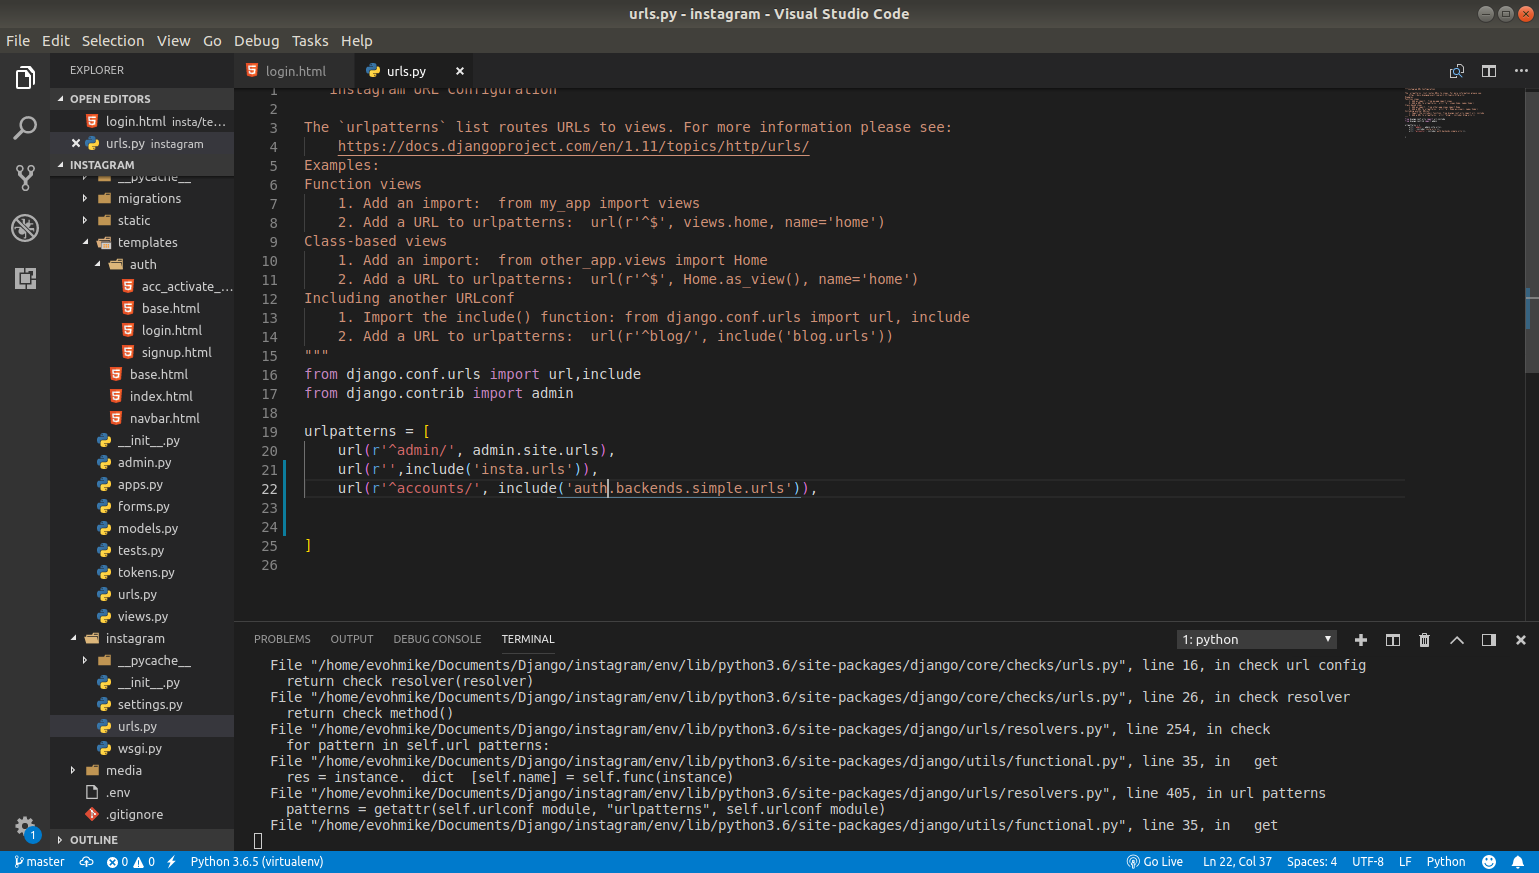 urls.py - instagram - Visual Studio Code
File Edit Selection View Go Debug Tasks Help
EXPLORER
OPEN EDITORS
login.html insta/te...
urls.py instagram
INSTAGRAM
__pycache__
migrations
static
templates
auth
acc_activate_...
base.html
login.html
signup.html
base.html
index.html
navbar.html
__init__.py
admin.py
apps.py
forms.py
models.py
tests.py
tokens.py
urls.py
views.py
instagram
__pycache__
__init__.py
settings.py
urls.py
wsgi.py
media
.env
.gitignore
OUTLINE
1
login.html
urls.py ×
1 instagram URL Configuration
2
3 The `urlpatterns` list routes URLs to views. For more information please see:
4 https://docs.djangoproject.com/en/1.11/topics/http/urls/
5 Examples:
6 Function views
7 1. Add an import:  from my_app import views
8 2. Add a URL to urlpatterns:  url(r'^$', views.home, name='home')
9 Class-based views
10 1. Add an import:  from other_app.views import Home
11 2. Add a URL to urlpatterns:  url(r'^$', Home.as_view(), name='home')
12 Including another URLconf
13 1. Import the include() function: from django.conf.urls import url, include
14 2. Add a URL to urlpatterns:  url(r'^blog/', include('blog.urls'))
15 """
16 from django.conf.urls import url,include
17 from django.contrib import admin
18
19 urlpatterns = [
20 url(r'^admin/', admin.site.urls),
21 url(r'',include('insta.urls')),
22 url(r'^accounts/', include('auth.backends.simple.urls')),
23
24
25 ]
26
PROBLEMS OUTPUT DEBUG CONSOLE TERMINAL
1: python
File "/home/evohmike/Documents/Django/instagram/env/lib/python3.6/site-packages/django/core/checks/urls.py", line 16, in check url config
return check resolver(resolver)
File "/home/evohmike/Documents/Django/instagram/env/lib/python3.6/site-packages/django/core/checks/urls.py", line 26, in check resolver
return check method()
File "/home/evohmike/Documents/Django/instagram/env/lib/python3.6/site-packages/django/urls/resolvers.py", line 254, in check
for pattern in self.url patterns:
File "/home/evohmike/Documents/Django/instagram/env/lib/python3.6/site-packages/django/utils/functional.py", line 35, in   get
res = instance.  dict  [self.name] = self.func(instance)
File "/home/evohmike/Documents/Django/instagram/env/lib/python3.6/site-packages/django/urls/resolvers.py", line 405, in url patterns
patterns = getattr(self.urlconf module, "urlpatterns", self.urlconf module)
File "/home/evohmike/Documents/Django/instagram/env/lib/python3.6/site-packages/django/utils/functional.py", line 35, in   get
master 0 0 Python 3.6.5 (virtualenv) Go Live Ln 22, Col 37 Spaces: 4 UTF-8 LF Python